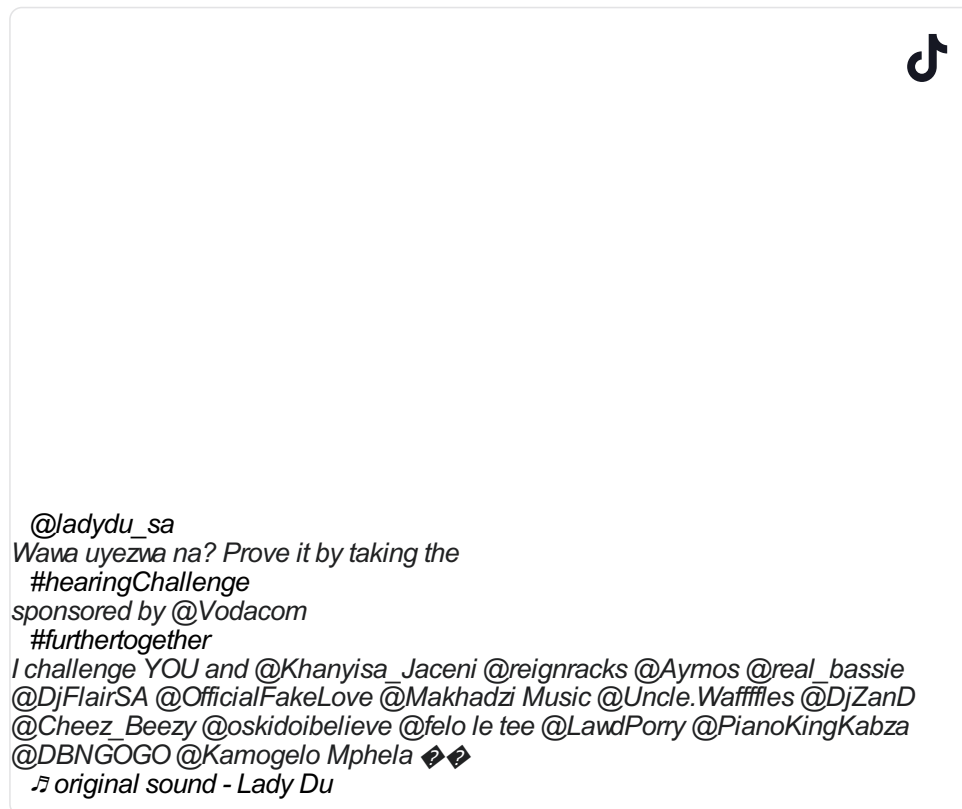 @ladydu_sa
Wawa uyezwa na? Prove it by taking the
#hearingChallenge
sponsored by @Vodacom
#furthertogether
I challenge YOU and @Khanyisa_Jaceni @reignracks @Aymos @real_bassie
@DjFlairSA @OfficialFakeLove @Makhadzi Music @Uncle.Wafffffles @DjZanD
@Cheez_Beezy @oskidoibelieve @felo le tee @LawdPorry @PianoKingKabza
@DBNGOGO @Kamogelo Mphela ��
♬ original sound - Lady Du